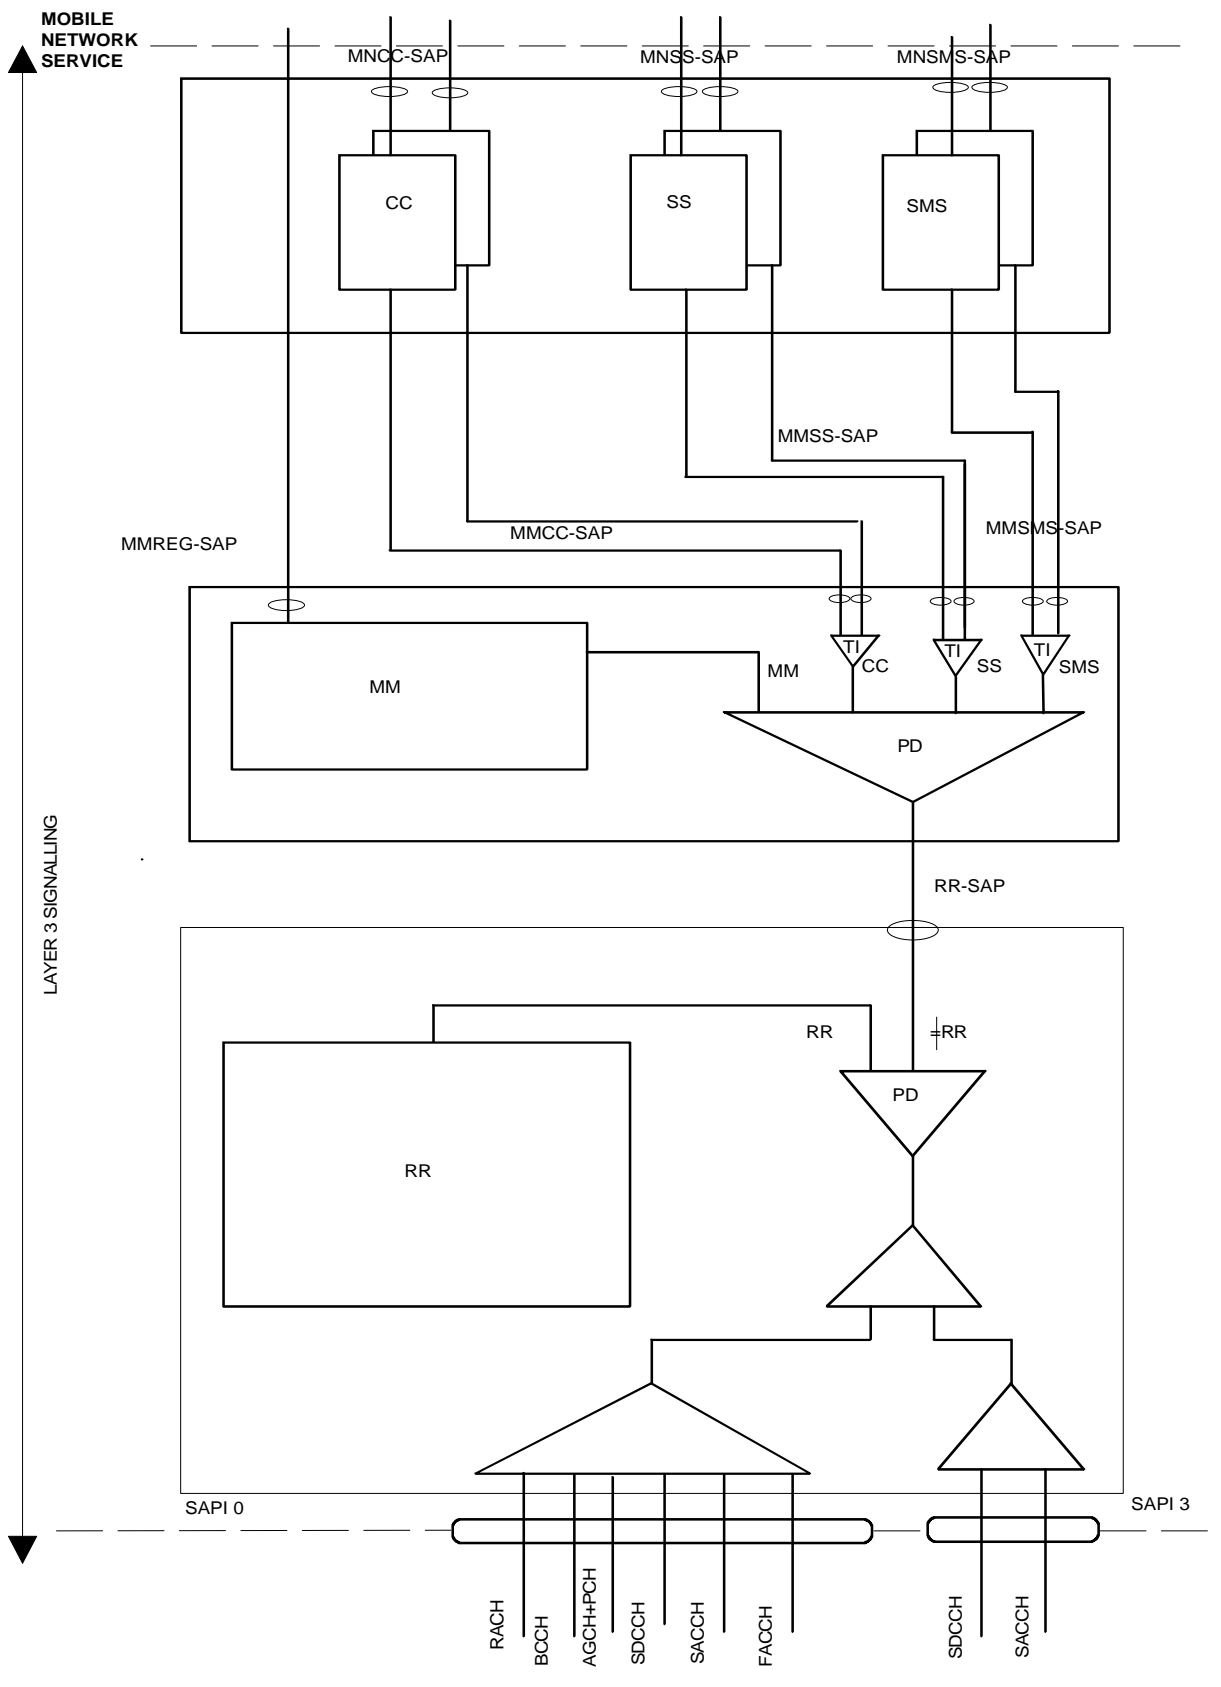 MOBILE
NETWORK
SERVICE
MNCC-SAP
MNSS-SAP
MNSMS-SAP
CC
SS
SMS
MMSS-SAP
MMREG-SAP
MMCC-SAP
MMSMS-SAP
MM
MM
TI
CC
TI
SS
TI
SMS
PD
LAYER 3 SIGNALLING
RR-SAP
RR
≠RR
PD
RR
SAPI 0
SAPI 3
RACH
BCCH
AGCH+PCH
SDCCH
SACCH
FACCH
SDCCH
SACCH